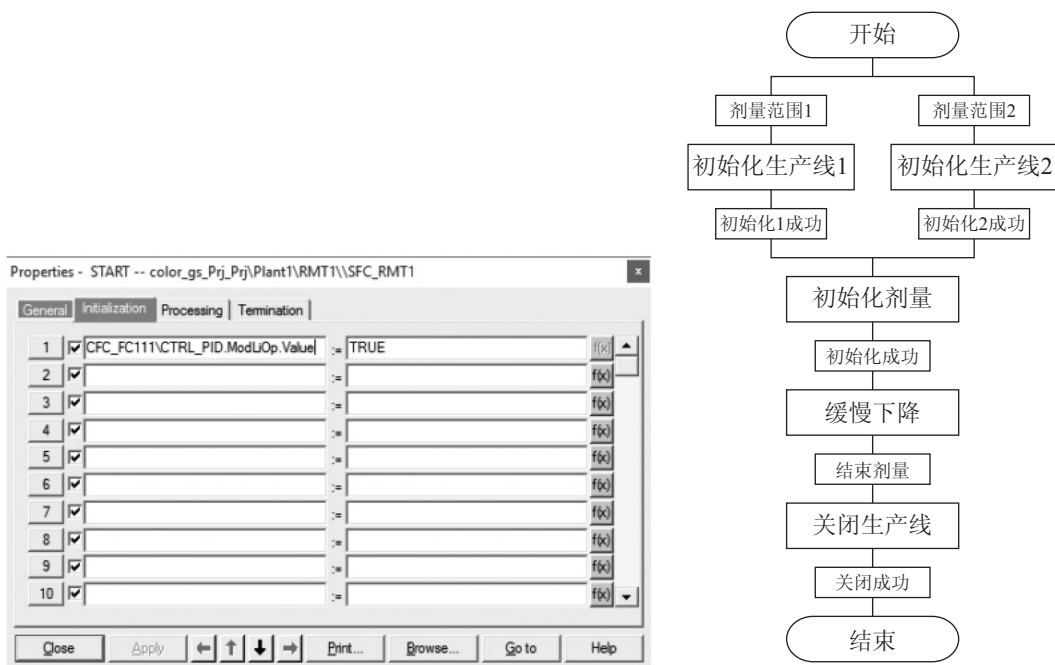 Properties - START -- color_gs_Prj_Prj\Plant1\RMT1\\SFC_RMT1
x
General
Initialization
Processing
Termination
1
CFC_FC111\CTRL_PID.ModLiOp.Value
:=
TRUE
f(x)
2
:=
f(x)
3
:=
f(x)
4
:=
f(x)
5
:=
f(x)
6
:=
f(x)
7
:=
f(x)
8
:=
f(x)
9
:=
f(x)
10
:=
f(x)
Close
Apply
Print...
Browse...
Go to
Help
开始
剂量范围1
剂量范围2
初始化生产线1
初始化生产线2
初始化1成功
初始化2成功
初始化剂量
初始化成功
缓慢下降
结束剂量
关闭生产线
关闭成功
结束